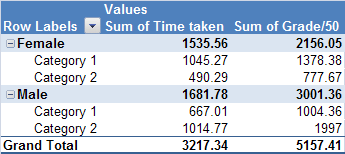 Values
Row Labels Sum of Time taken Sum of Grade/50
Female 1535.56 2156.05
Category 1 1045.27 1378.38
Category 2 490.29 777.67
Male 1681.78 3001.36
Category 1 667.01 1004.36
Category 2 1014.77 1997
Grand Total 3217.34 5157.41